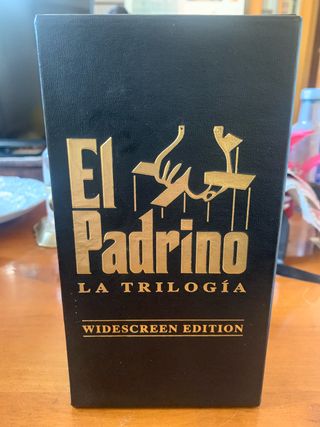 El
Padrino
LA TRILOGÍA
WIDESCREEN EDITION